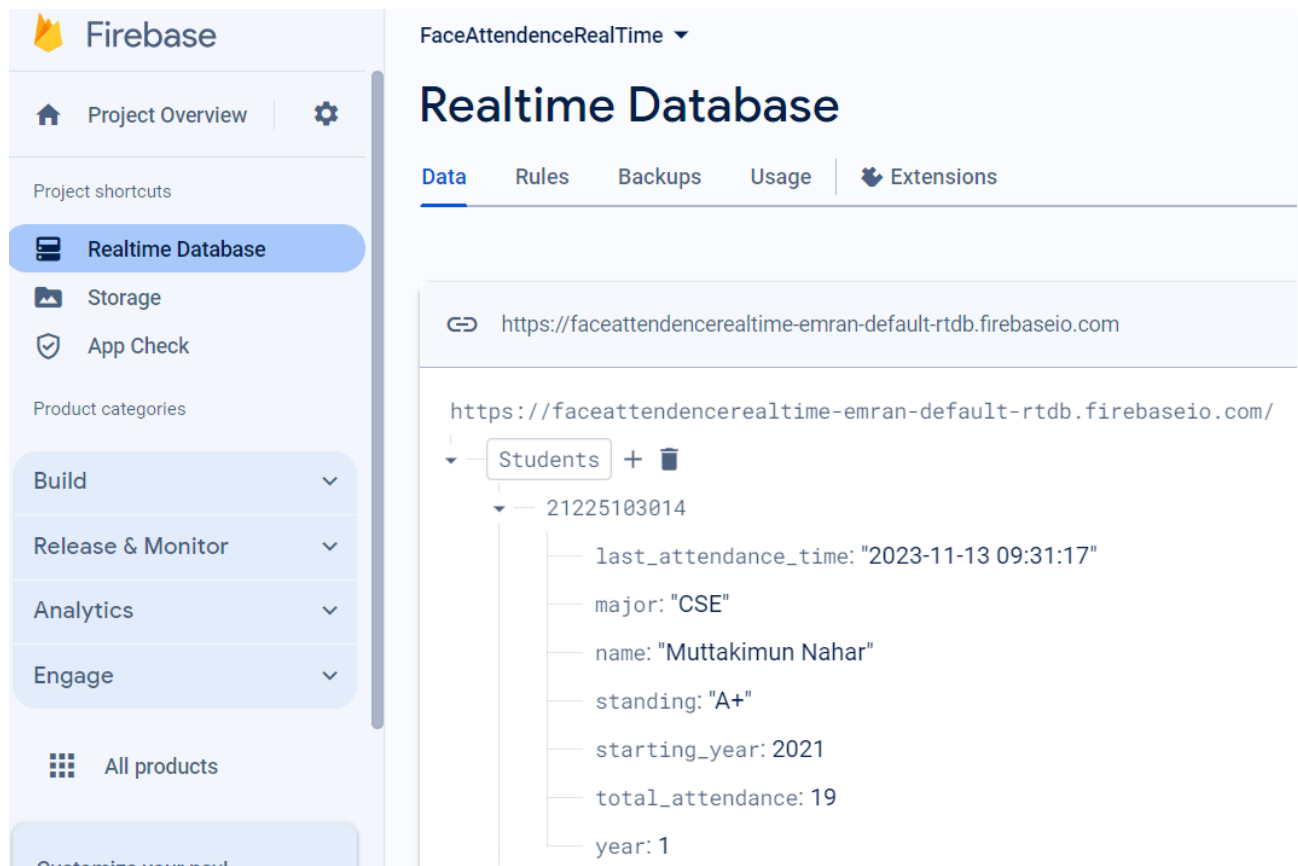 Firebase
Project Overview
Project shortcuts
Realtime Database
Storage
App Check
Product categories
Build
Release & Monitor
Analytics
Engage
All products
FaceAttendenceRealTime
Realtime Database
Data Rules Backups Usage Extensions
https://faceattendencerealtime-emran-default-rtdb.firebaseio.com
https://faceattendencerealtime-emran-default-rtdb.firebaseio.com/
Students
21225103014
last_attendance_time: "2023-11-13 09:31:17"
major: "CSE"
name: "Muttakimun Nahar"
standing: "A+"
starting_year: 2021
total_attendance: 19
year: 1